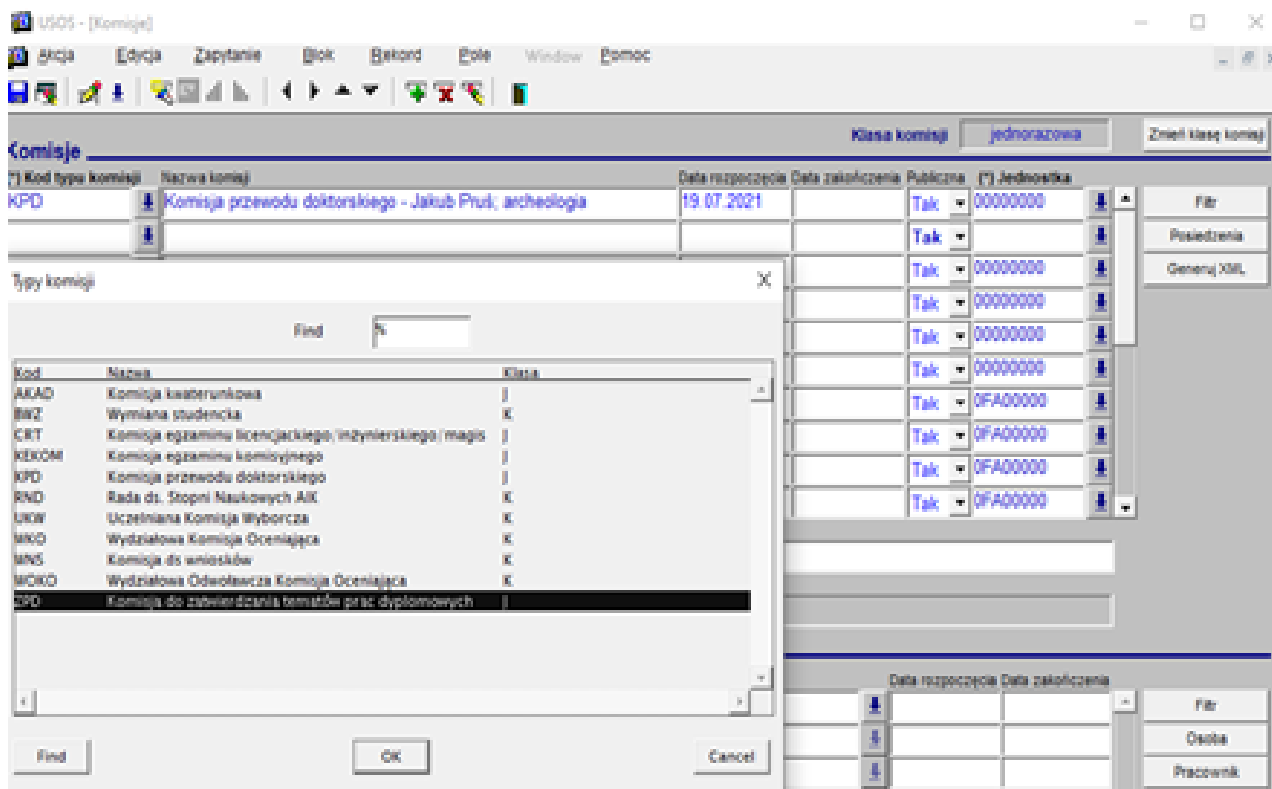 USOS - [Komisje]
Akcja Edycja Zapytanie Blok Rekord Pole Window Pomoc
Klasa komisji jednorazowa Zmień klasę komisji
Komisje
(*) Kod typu komisji Nazwa komisji Data rozpoczęcia Data zakończenia Publiczna (*) Jednostka
KPD Komisja przewodu doktorskiego - Jakub Pruś; archeologia 19.07.2021 Tak 00000000 Filtr
Tak Posiedzenia
Typy komisji X Tak 00000000 Generuj XML
Tak 00000000
Find % Tak 00000000
Tak 00000000
Kod Nazwa Klasa
AKAD Komisja kwaterunkowa J
BWZ Wymiana studencka K Tak 0FA00000
CRT Komisja egzaminu licencjackiego/inżynierskiego/magis J Tak 0FA00000
KEKOM Komisja egzaminu komisyjnego J
KPD Komisja przewodu doktorskiego J Tak 0FA00000
RND Rada ds. Stopni Naukowych AIK K Tak 0FA00000
UKW Uczelniana Komisja Wyborcza K
WKO Wydziałowa Komisja Oceniająca K
WNS Komisja ds wniosków K
WOKO Wydziałowa Odwoławcza Komisja Oceniająca K
ZPD Komisja do zatwierdzania tematów prac dyplomowych J
Data rozpoczęcia Data zakończenia
Filtr
Osoba
Find OK Cancel
Pracownik